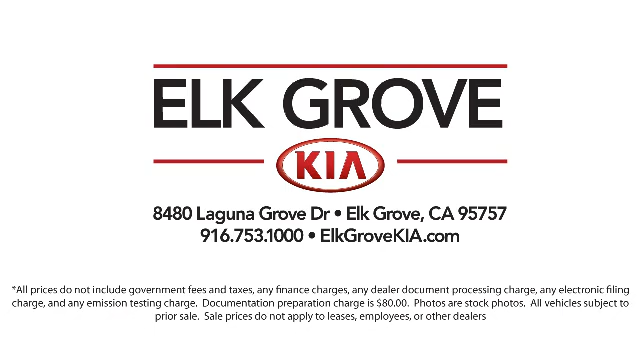 ELK GROVE
KIA
8480 Laguna Grove Dr • Elk Grove, CA 95757
916.753.1000 • ElkGroveKIA.com
*All prices do not include government fees and taxes, any finance charges, any dealer document processing charge, any electronic filing
charge, and any emission testing charge. Documentation preparation charge is $80.00. Photos are stock photos. All vehicles subject to
prior sale. Sale prices do not apply to leases, employees, or other dealers